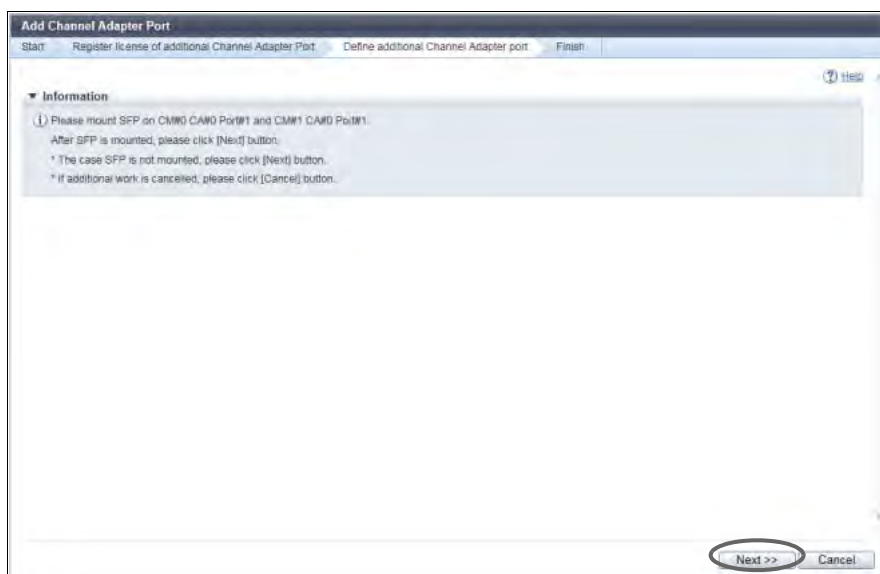 Add Channel Adapter Port
Start Register license of additional Channel Adapter Port Define additional Channel Adapter port Finish
Help
Information
Please mount SFP on CM#0 CA#0 Port#1 and CM#1 CA#0 Port#1.
After SFP is mounted, please click [Next] button.
* The case SFP is not mounted, please click [Next] button.
* If additional work is cancelled, please click [Cancel] button.
Next >> Cancel